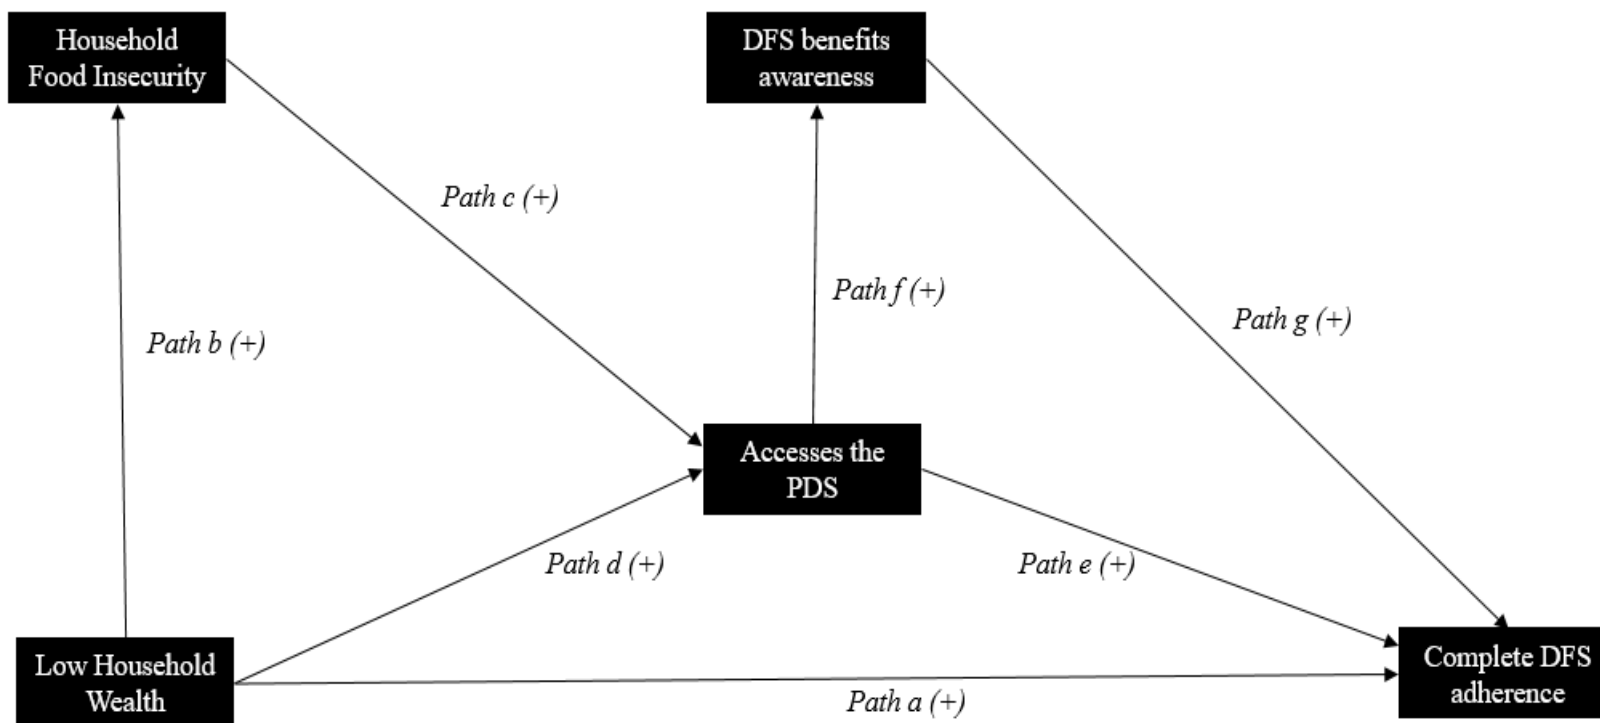 Household
Food Insecurity
DFS benefits
awareness
Path c (+)
Path f (+)
Path g (+)
Path b (+)
Accesses the
PDS
Path d (+)
Path e (+)
Low Household
Wealth
Complete DFS
adherence
Path a (+)